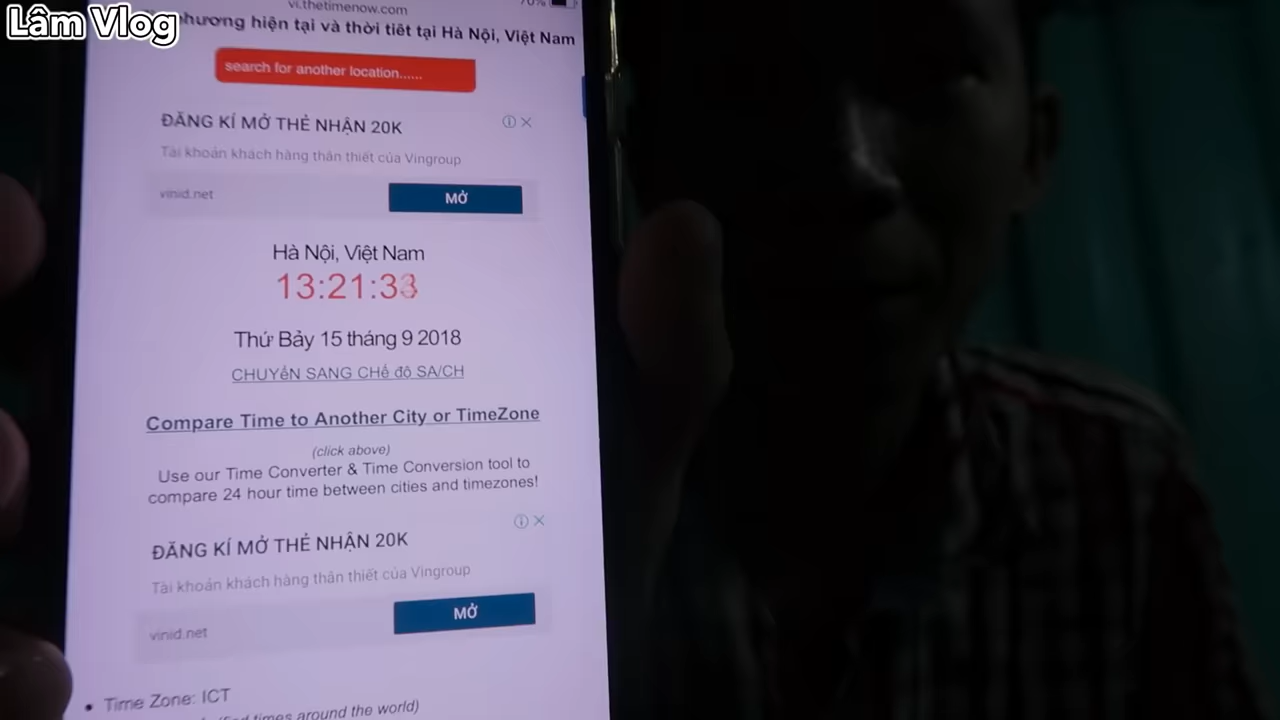 Lâm Vlog
vi.thetimenow.com
70%
phương hiện tại và thời tiết tại Hà Nội, Việt Nam
search for another location......
ĐĂNG KÍ MỞ THẺ NHẬN 20K
Tài khoản khách hàng thân thiết của Vingroup
vinid.net
MỞ
Hà Nội, Việt Nam
13:21:33
Thứ Bảy 15 tháng 9 2018
CHUYỂN SANG CHế độ SA/CH
Compare Time to Another City or TimeZone
(click above)
Use our Time Converter & Time Conversion tool to
compare 24 hour time between cities and timezones!
ĐĂNG KÍ MỞ THẺ NHẬN 20K
Tài khoản khách hàng thân thiết của Vingroup
vinid.net
MỞ
• Time Zone: ICT
times around the world)